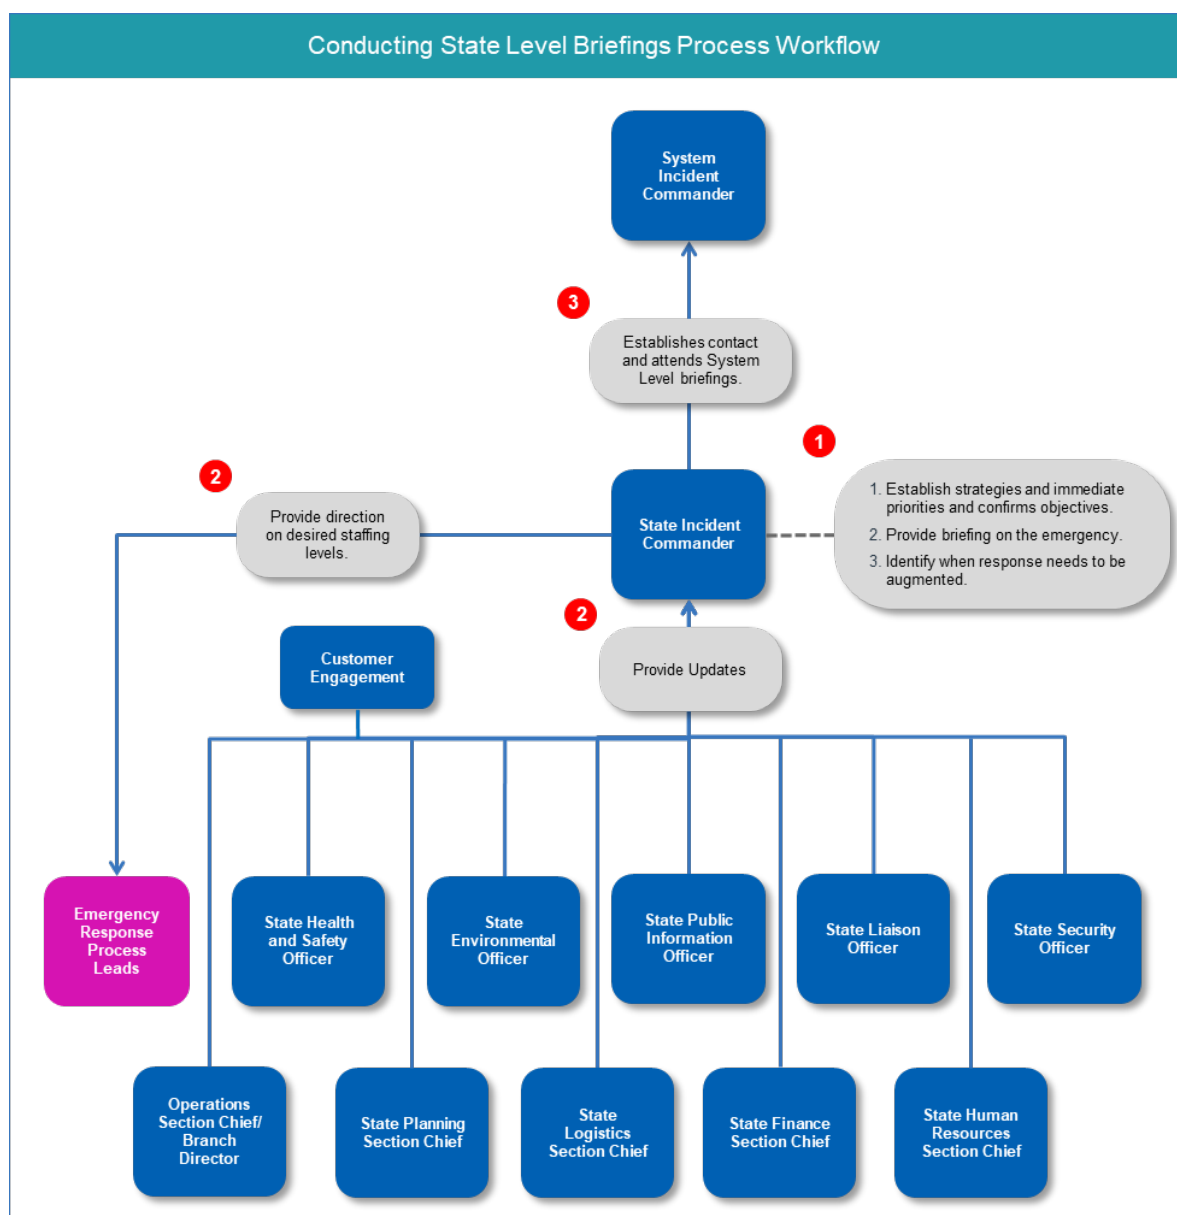 Conducting State Level Briefings Process Workflow
System
Incident
Commander
3
Establishes contact
and attends System
Level briefings.
1
1. Establish strategies and immediate
priorities and confirms objectives.
2. Provide briefing on the emergency.
3. Identify when response needs to be
augmented.
2
Provide direction
on desired staffing
levels.
State Incident
Commander
2
Provide Updates
Customer
Engagement
Emergency
Response
Process
Leads
State Health
and Safety
Officer
State
Environmental
Officer
State Public
Information
Officer
State Liaison
Officer
State Security
Officer
Operations
Section Chief/
Branch
Director
State Planning
Section Chief
State
Logistics
Section Chief
State Finance
Section Chief
State Human
Resources
Section Chief